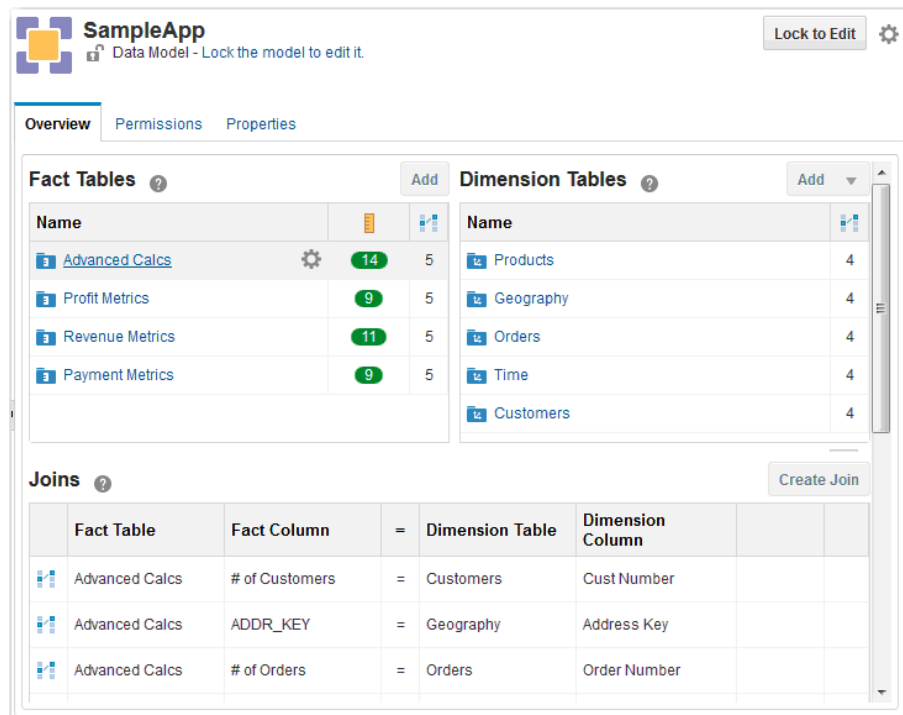 SampleApp
Lock to Edit
Data Model - Lock the model to edit it.
Overview Permissions Properties
Fact Tables ? Add
Dimension Tables ? Add
Name
Name
Advanced Calcs 14 5
Products 4
Profit Metrics 9 5
Geography 4
Revenue Metrics 11 5
Orders 4
Payment Metrics 9 5
Time 4
Customers 4
Joins ? Create Join
Fact Table Fact Column = Dimension Table Dimension Column
Advanced Calcs # of Customers = Customers Cust Number
Advanced Calcs ADDR_KEY = Geography Address Key
Advanced Calcs # of Orders = Orders Order Number